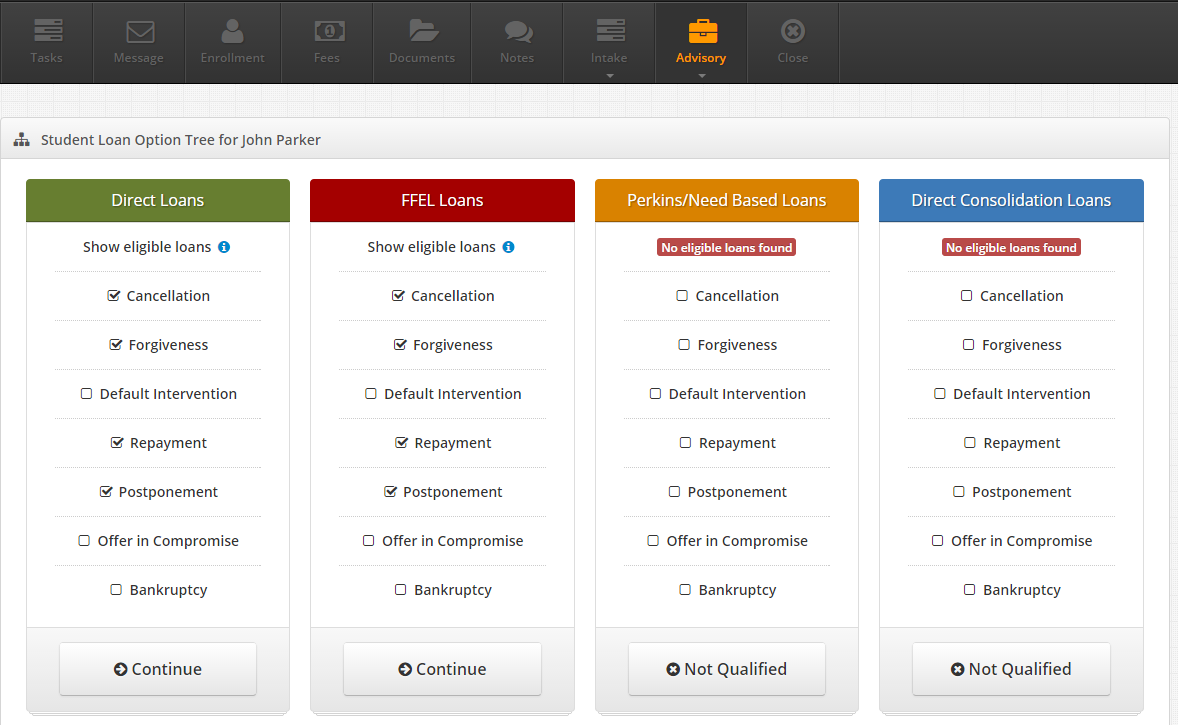 Tasks
Message
Enrollment
Fees
Documents
Notes
Intake
Advisory
Close
Student Loan Option Tree for John Parker
Direct Loans
Show eligible loans
Cancellation
Forgiveness
Default Intervention
Repayment
Postponement
Offer in Compromise
Bankruptcy
Continue
FFEL Loans
Show eligible loans
Cancellation
Forgiveness
Default Intervention
Repayment
Postponement
Offer in Compromise
Bankruptcy
Continue
Perkins/Need Based Loans
No eligible loans found
Cancellation
Forgiveness
Default Intervention
Repayment
Postponement
Offer in Compromise
Bankruptcy
Not Qualified
Direct Consolidation Loans
No eligible loans found
Cancellation
Forgiveness
Default Intervention
Repayment
Postponement
Offer in Compromise
Bankruptcy
Not Qualified